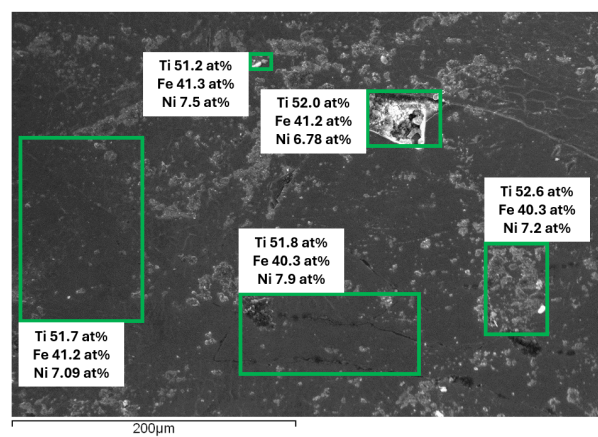 Ti 51.2 at%
Fe 41.3 at%
Ni 7.5 at%
Ti 52.0 at%
Fe 41.2 at%
Ni 6.78 at%
Ti 52.6 at%
Fe 40.3 at%
Ni 7.2 at%
Ti 51.8 at%
Fe 40.3 at%
Ni 7.9 at%
Ti 51.7 at%
Fe 41.2 at%
Ni 7.09 at%
200µm